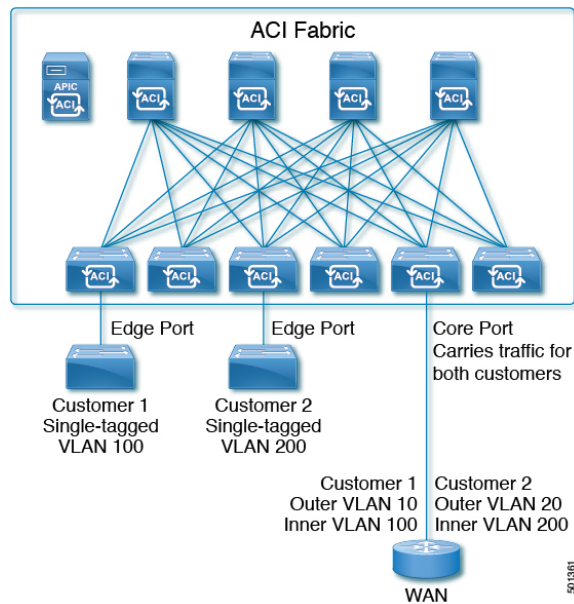 ACI Fabric
APIC
ACI
ACI
ACI
ACI
ACI
ACI
ACI
ACI
ACI
ACI
ACI
Edge Port
Edge Port
Core Port
Carries traffic for
both customers
Customer 1
Single-tagged
VLAN 100
Customer 2
Single-tagged
VLAN 200
Customer 1
Outer VLAN 10
Inner VLAN 100
Customer 2
Outer VLAN 20
Inner VLAN 200
WAN
501361